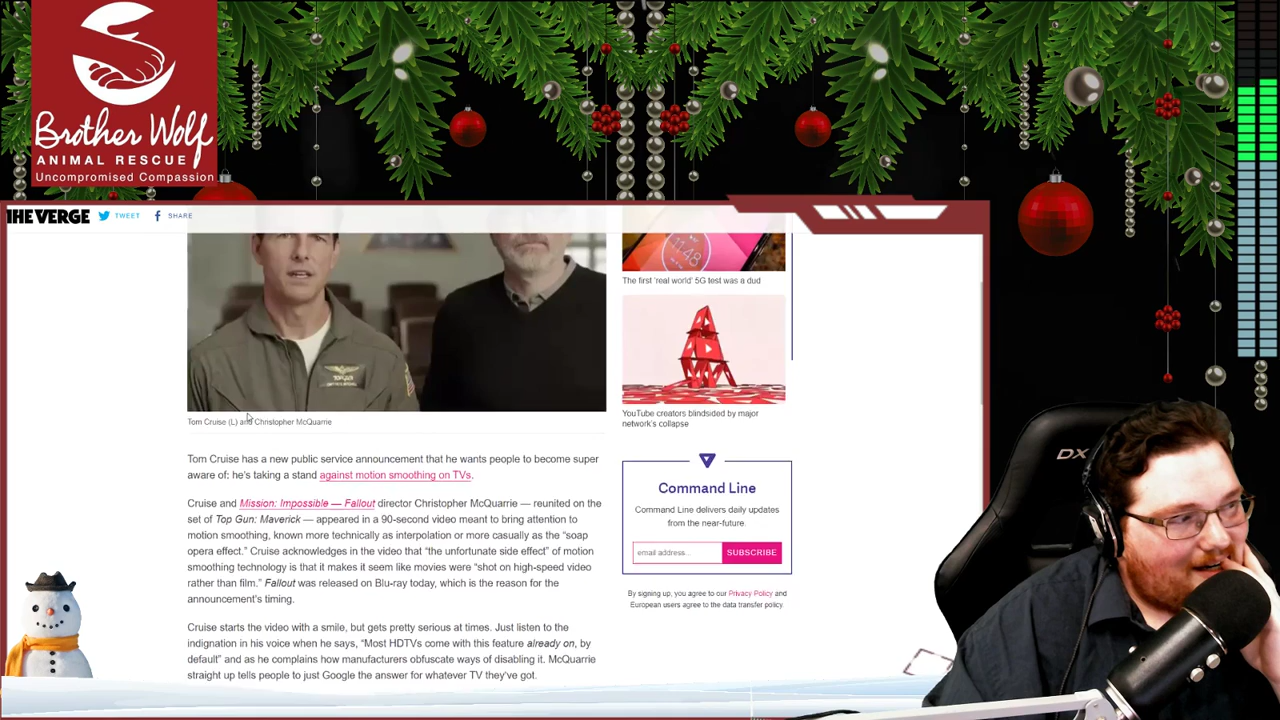 Brother Wolf
ANIMAL RESCUE
Uncompromised Compassion
THE VERGE TWEET SHARE
11:48
The first 'real world' 5G test was a dud
YouTube creators blindsided by major
network's collapse
Tom Cruise (L) and Christopher McQuarrie
Tom Cruise has a new public service announcement that he wants people to become super
aware of: he's taking a stand against motion smoothing on TVs.
Cruise and Mission: Impossible — Fallout director Christopher McQuarrie — reunited on the
set of Top Gun: Maverick — appeared in a 90-second video meant to bring attention to
motion smoothing, known more technically as interpolation or more casually as the “soap
opera effect.” Cruise acknowledges in the video that “the unfortunate side effect” of motion
smoothing technology is that it makes it seem like movies were “shot on high-speed video
rather than film.” Fallout was released on Blu-ray today, which is the reason for the
announcement's timing.
Cruise starts the video with a smile, but gets pretty serious at times. Just listen to the
indignation in his voice when he says, “Most HDTVs come with this feature already on, by
default” and as he complains how manufacturers obfuscate ways of disabling it. McQuarrie
straight up tells people to just Google the answer for whatever TV they've got.
Command Line
Command Line delivers daily updates
from the near-future.
email address... SUBSCRIBE
By signing up, you agree to our Privacy Policy and
European users agree to the data transfer policy.
DX